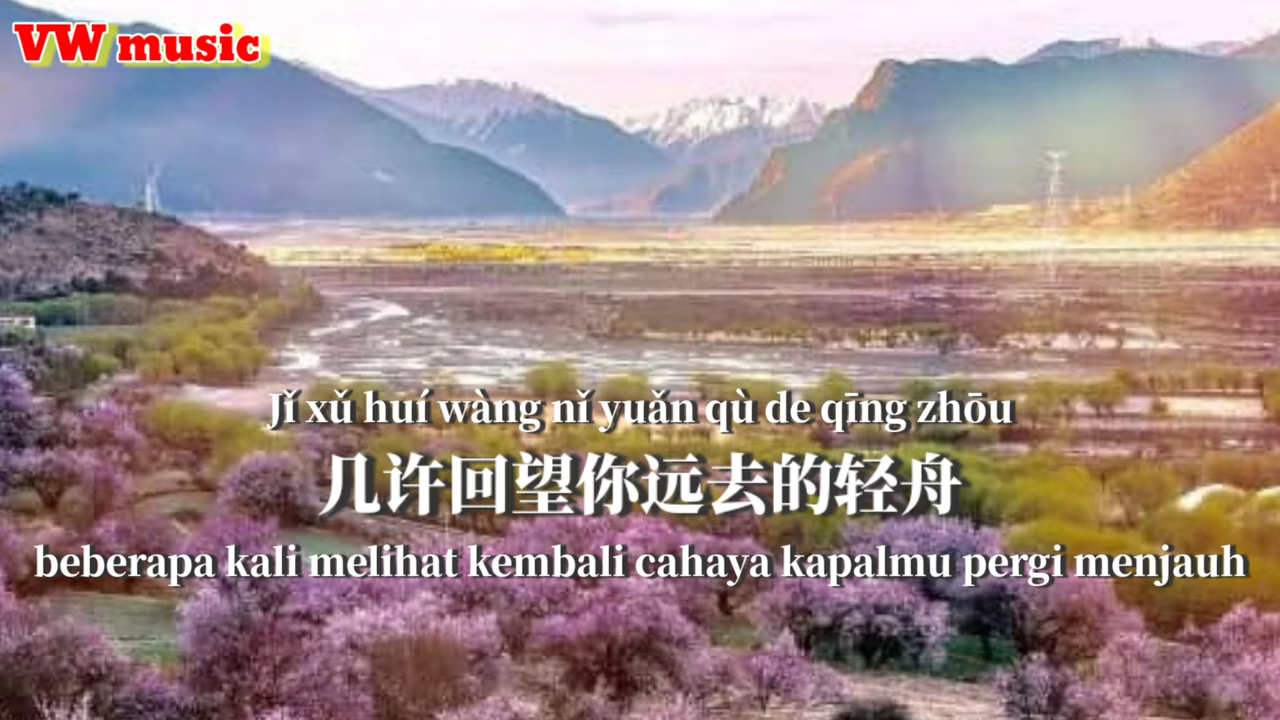 VW music
Jǐ xǔ huí wàng nǐ yuǎn qù de qīng zhōu
几许回望你远去的轻舟
beberapa kali melihat kembali cahaya kapalmu pergi menjauh